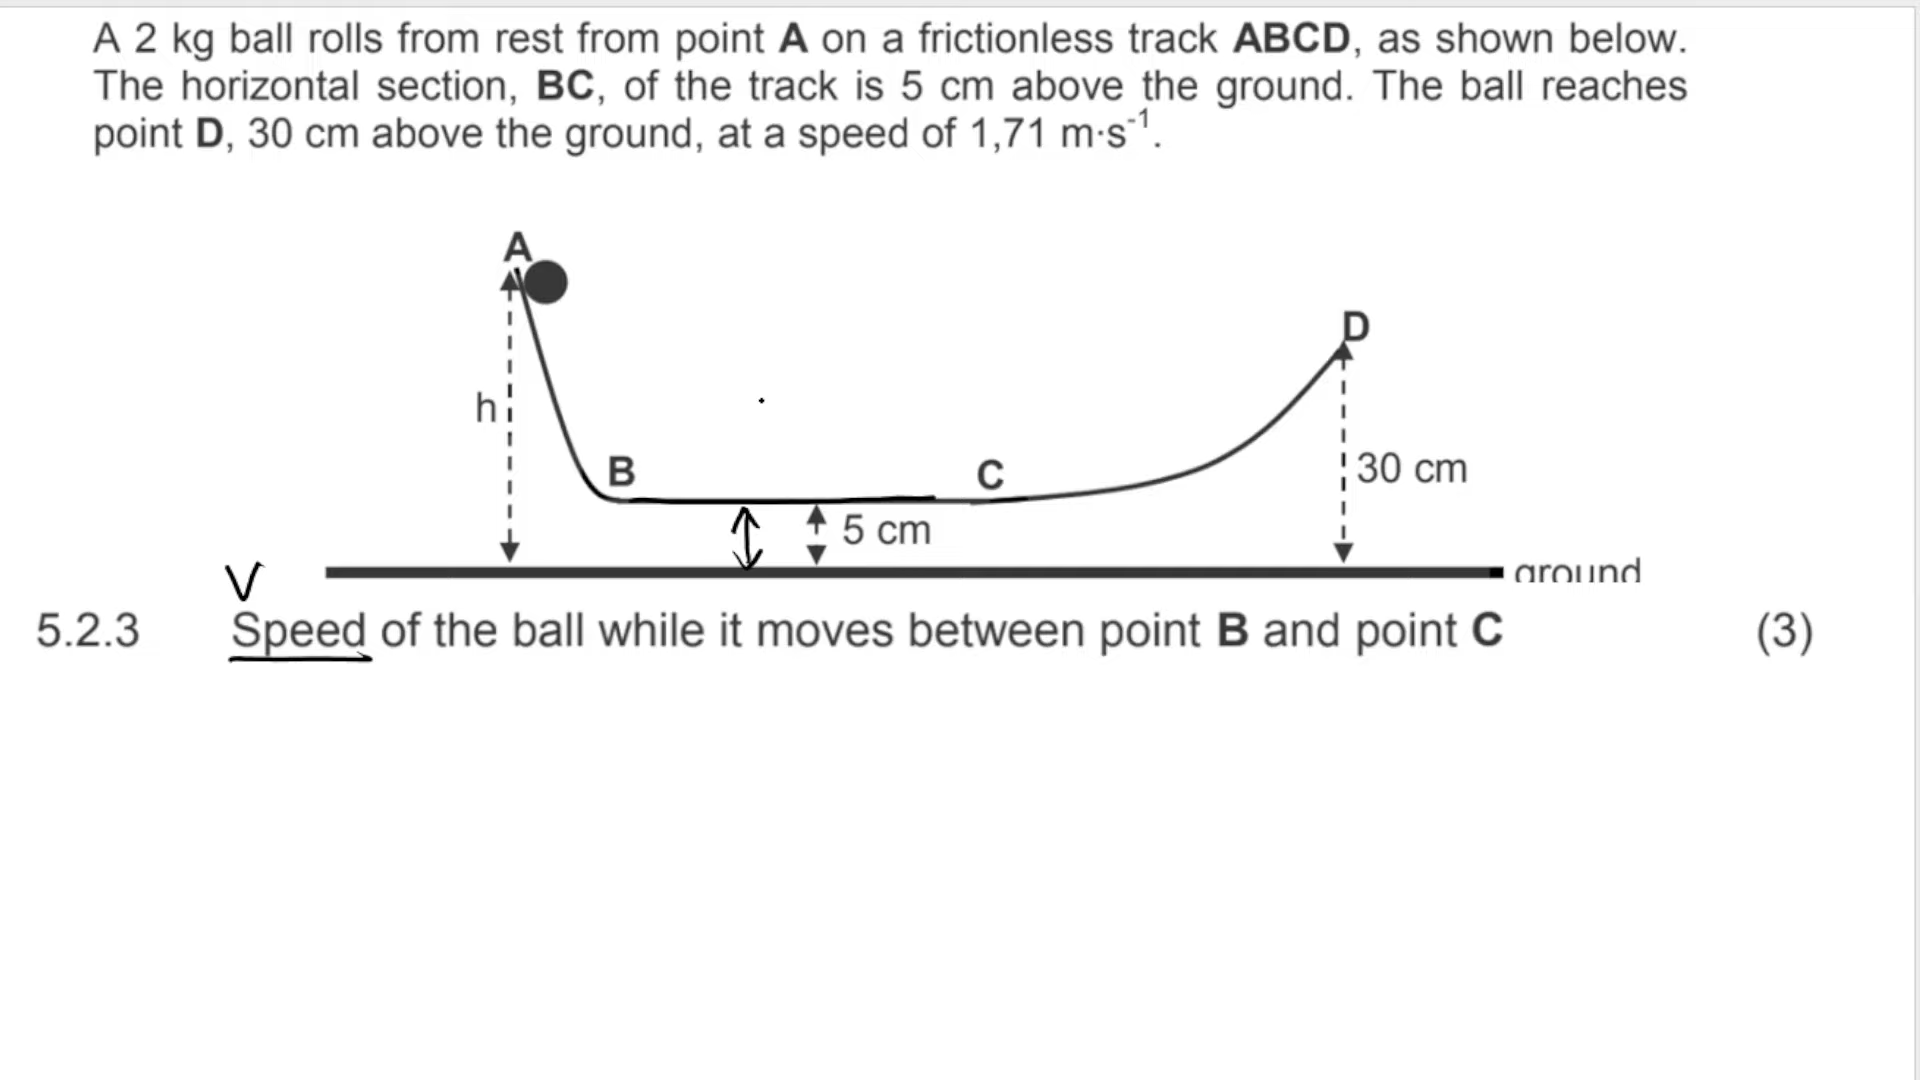 A 2 kg ball rolls from rest from point A on a frictionless track ABCD, as shown below.
The horizontal section, BC, of the track is 5 cm above the ground. The ball reaches
point D, 30 cm above the ground, at a speed of 1,71 m·s⁻¹.
A
D
h
B
C
30 cm
5 cm
V
ground
5.2.3 Speed of the ball while it moves between point B and point C (3)